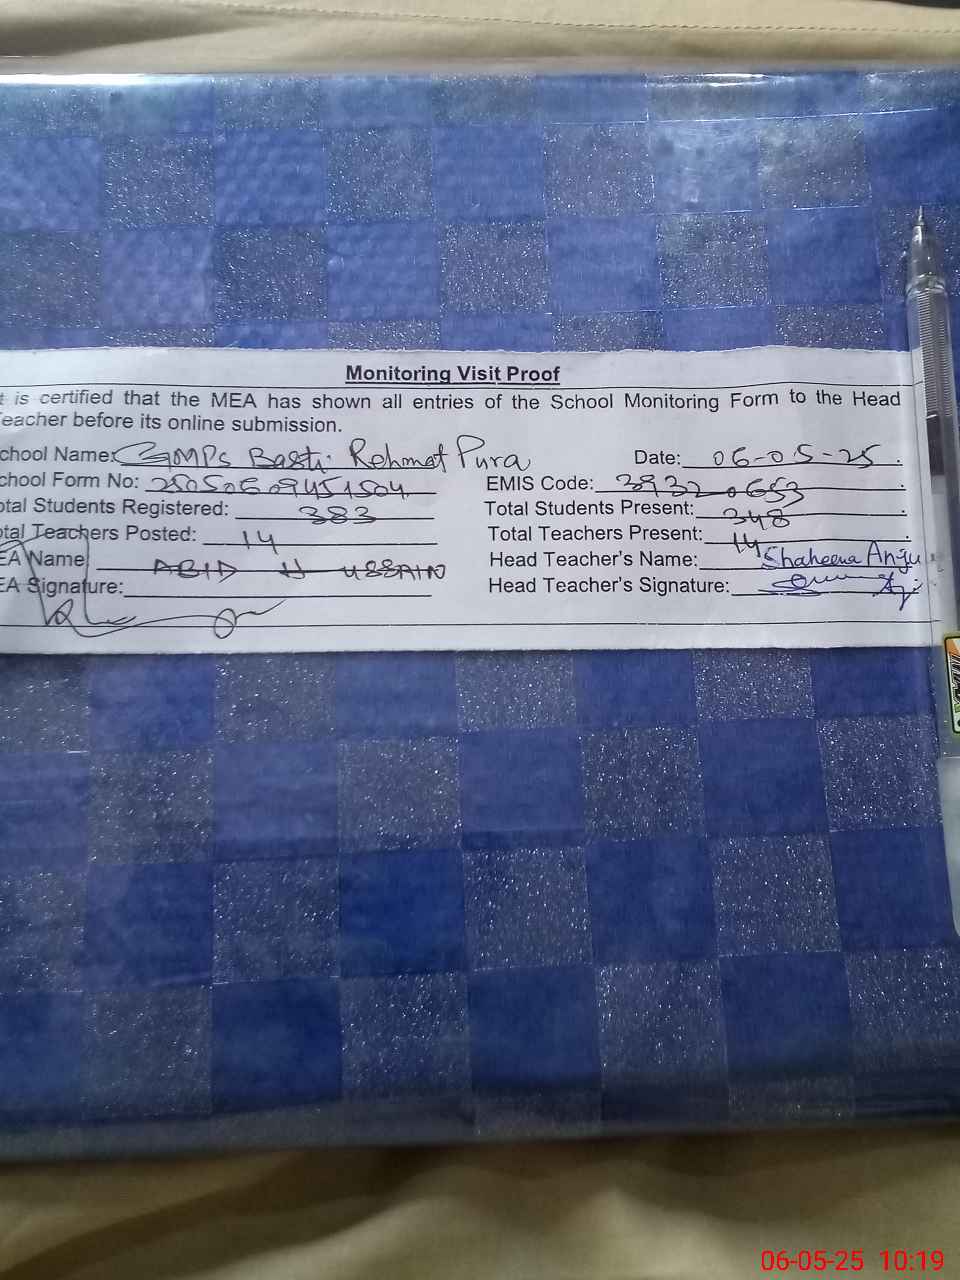 Monitoring Visit Proof
t is certified that the MEA has shown all entries of the School Monitoring Form to the Head
eacher before its online submission.
chool Name: GMPS Basti Rehmat Pura Date: 06-05-25
chool Form No: 25050609451504 EMIS Code: 39320653
otal Students Registered: 383 Total Students Present: 348
otal Teachers Posted: 14 Total Teachers Present: 14
EA Name: ABID HUSSAIN Head Teacher's Name: Shaheena Anju
EA Signature: Head Teacher's Signature:
06-05-25 10:19